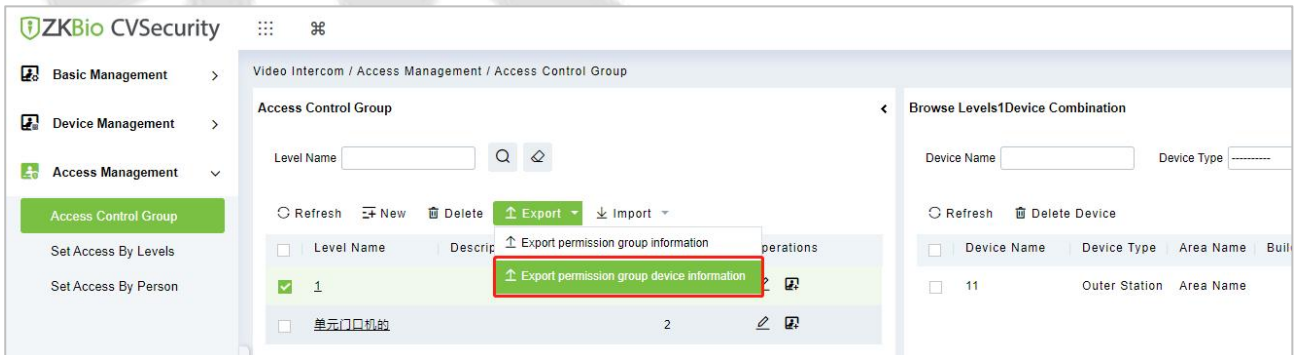 ZKBio CVSecurity
Basic Management
Device Management
Access Management
Access Control Group
Set Access By Levels
Set Access By Person
Video Intercom / Access Management / Access Control Group
Access Control Group
Level Name
Refresh New Delete Export Import
Export permission group information
Export permission group device information
Level Name Descrip perations
1
单元门口机的 2
Browse Levels1Device Combination
Device Name Device Type ----------
Refresh Delete Device
Device Name Device Type Area Name Buil
11 Outer Station Area Name